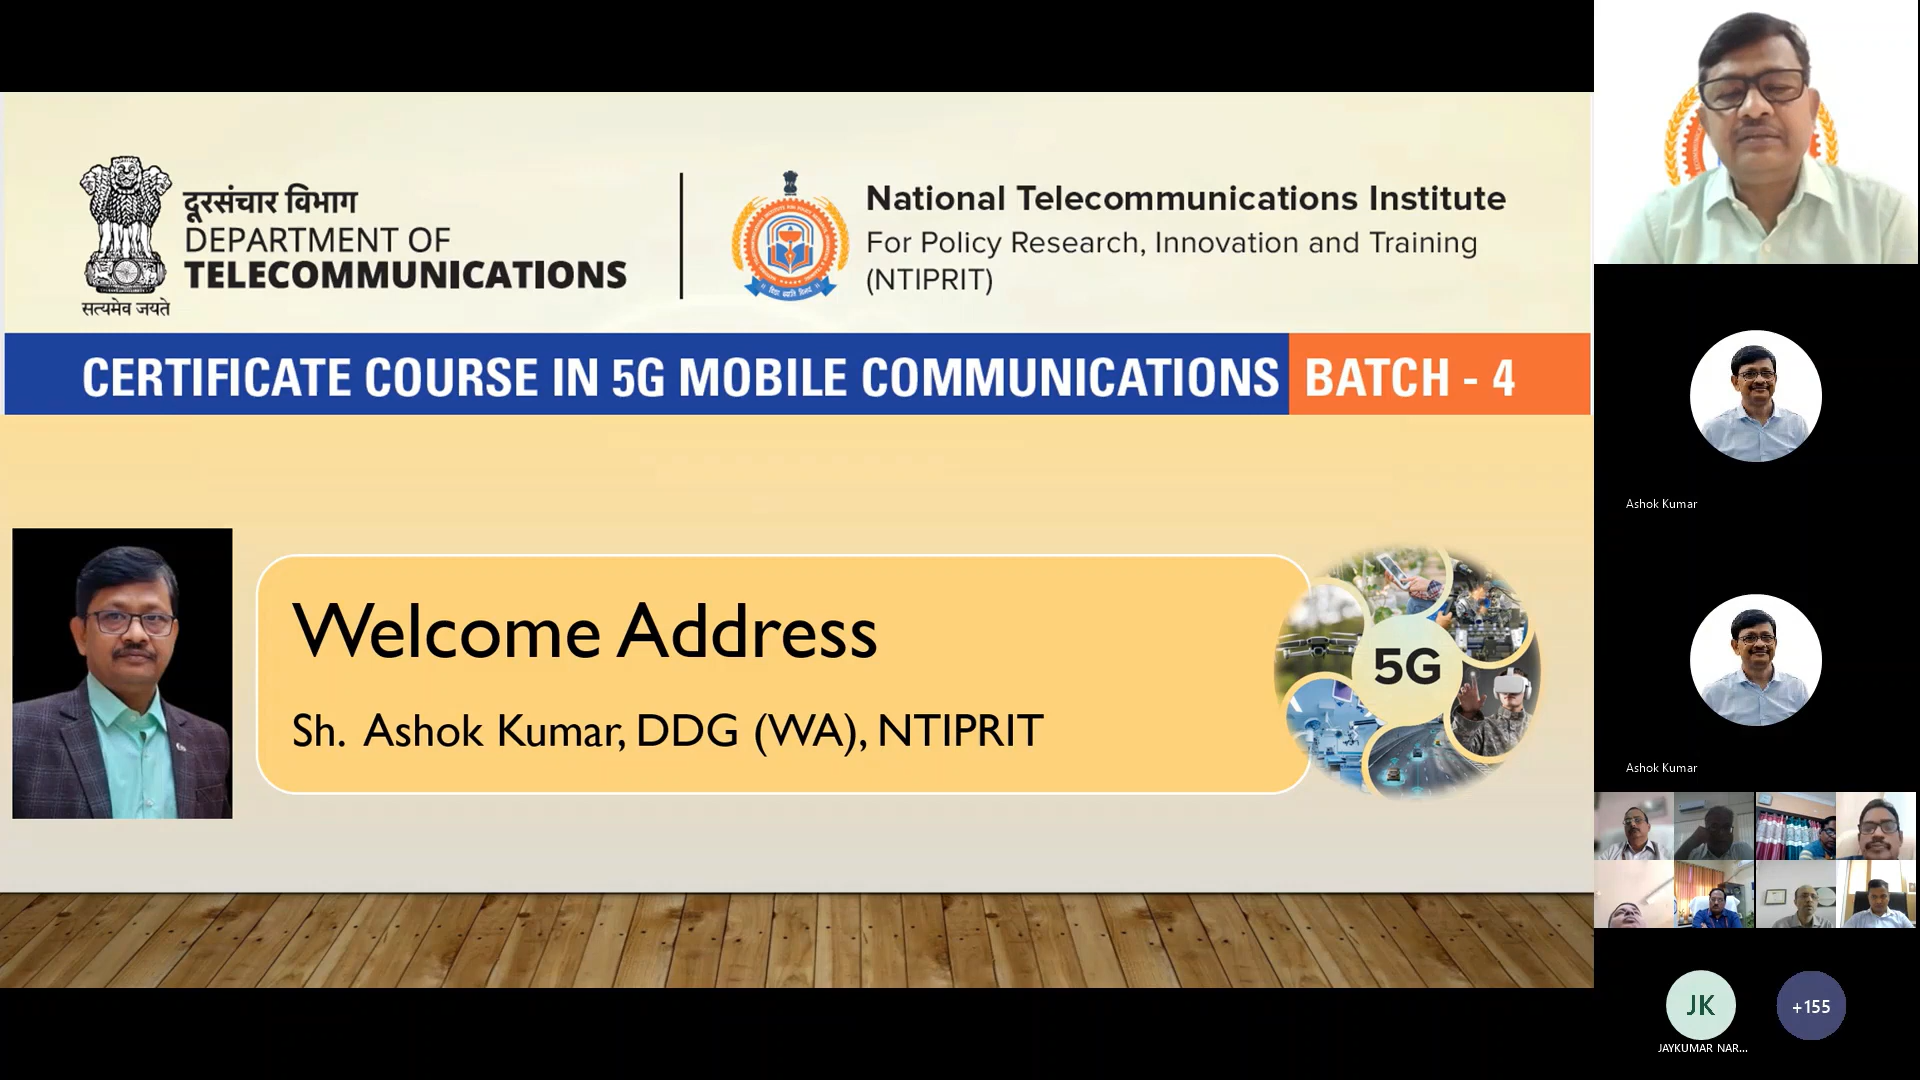 दूरसंचार विभाग
DEPARTMENT OF
TELECOMMUNICATIONS
सत्यमेव जयते
National Telecommunications Institute
For Policy Research, Innovation and Training
(NTIPRIT)
CERTIFICATE COURSE IN 5G MOBILE COMMUNICATIONS BATCH - 4
Welcome Address
Sh. Ashok Kumar, DDG (WA), NTIPRIT
5G
Ashok Kumar
Ashok Kumar
JK
+155
JAYKUMAR NAR...